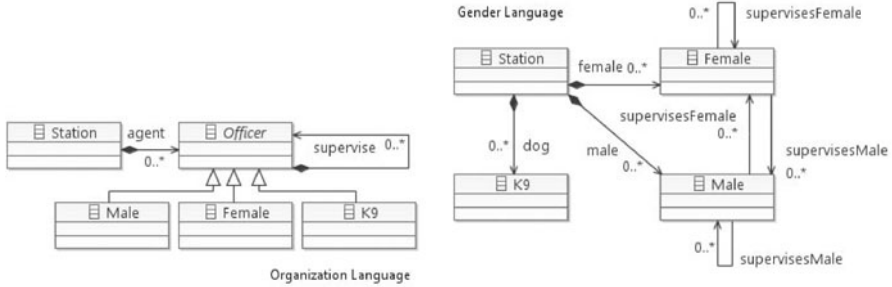 Station
agent
0..*
Officer
supervise
0..*
Male
Female
K9
Organization Language
Gender Language
0..*
supervisesFemale
Station
female 0..*
Female
supervisesFemale
0..*
0..*
dog
male
0..*
supervisesMale
0..*
K9
Male
0..*
supervisesMale